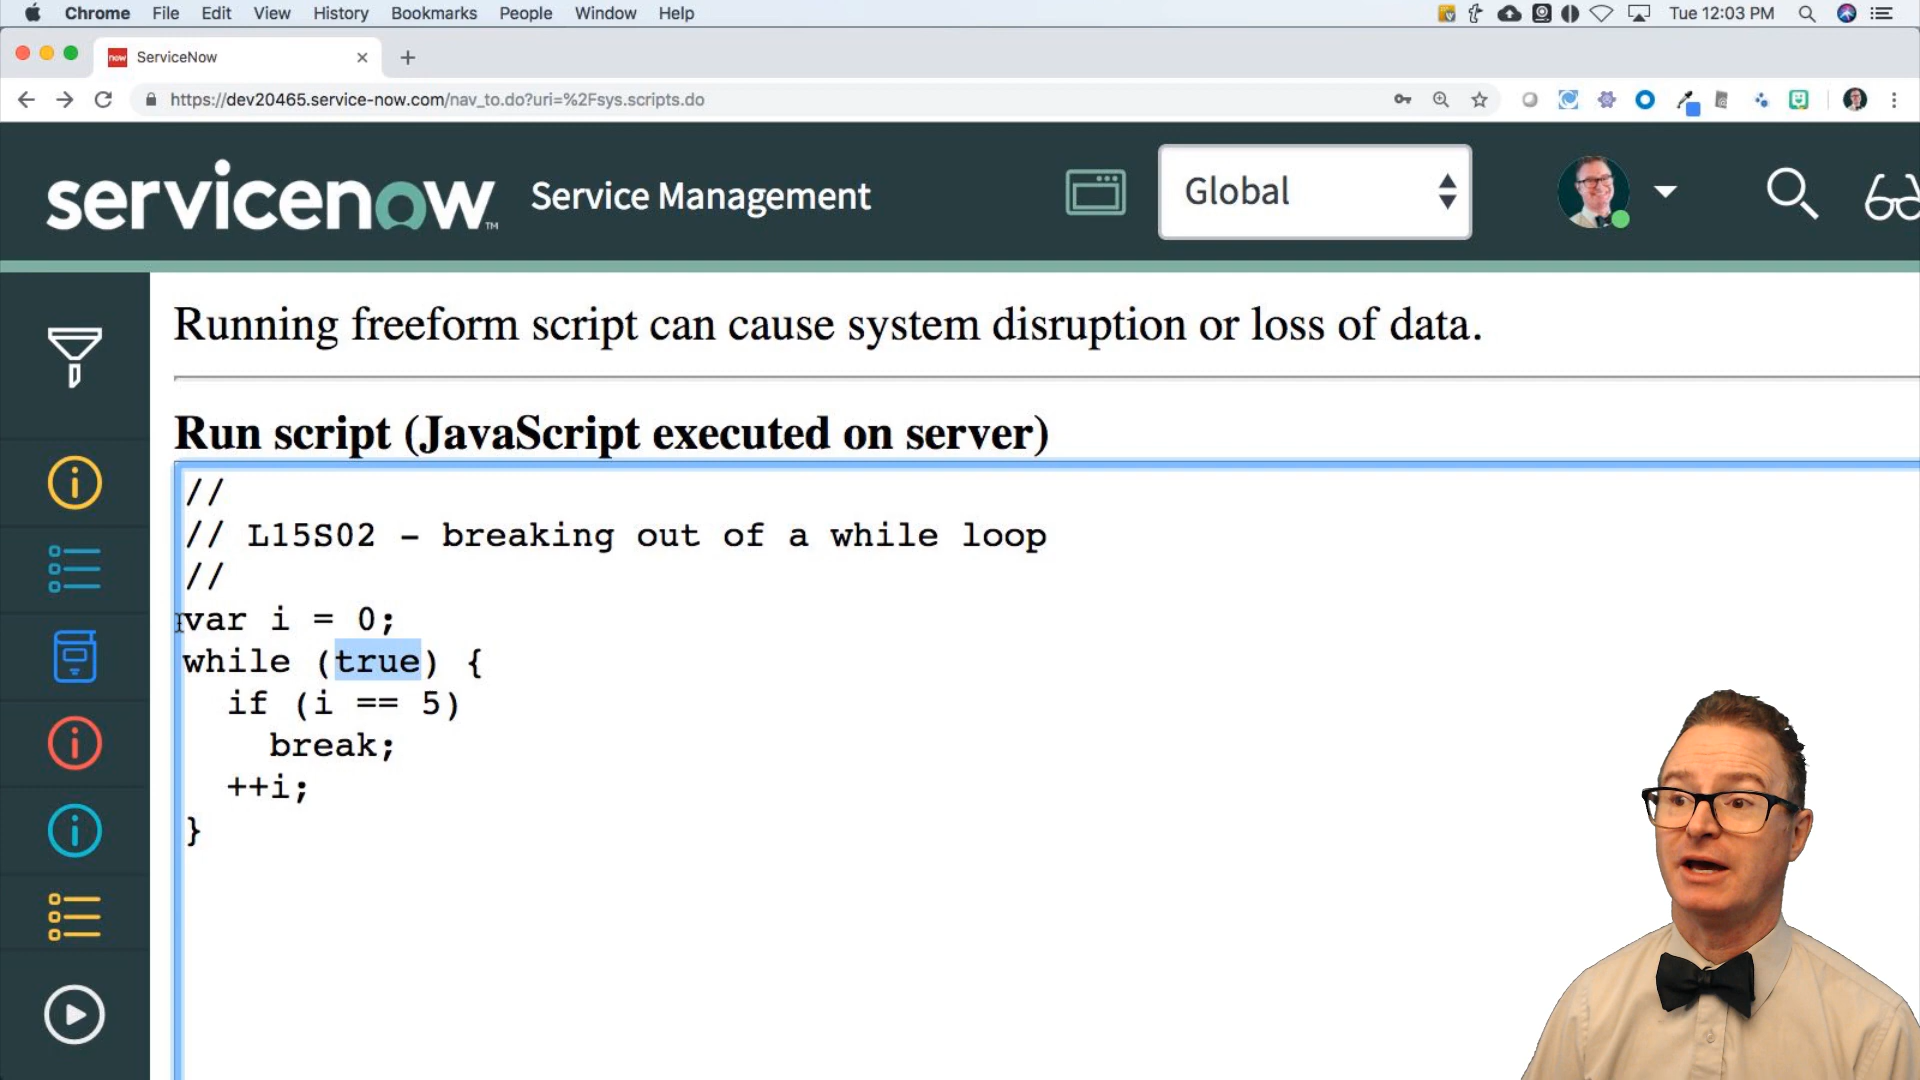 Chrome File Edit View History Bookmarks People Window Help
Tue 12:03 PM
now ServiceNow
https://dev20465.service-now.com/nav_to.do?uri=%2Fsys.scripts.do
servicenow™ Service Management
Global
Running freeform script can cause system disruption or loss of data.
Run script (JavaScript executed on server)
//
// L15S02 - breaking out of a while loop
//
var i = 0;
while (true) {
if (i == 5)
break;
++i;
}